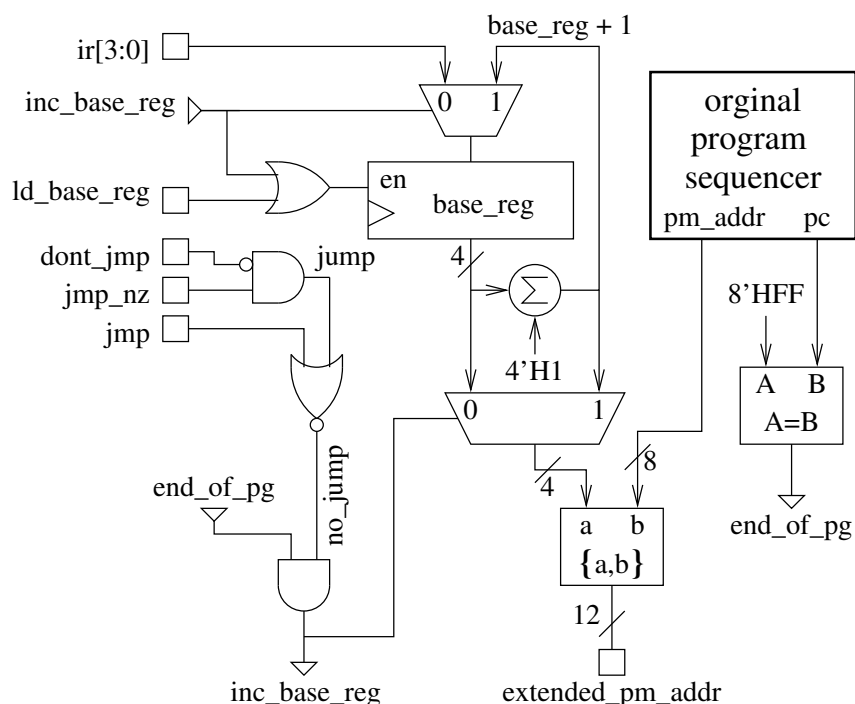 base_reg + 1
ir[3:0]
0 1
inc_base_reg
orginal
program
sequencer
pm_addr pc
en
base_reg
ld_base_reg
4
dont_jmp
jump
jmp_nz
jmp
Σ
4'H1
8'HFF
A B
A=B
0 1
no_jump
4
8
end_of_pg
end_of_pg
a b
{a,b}
12
inc_base_reg
extended_pm_addr